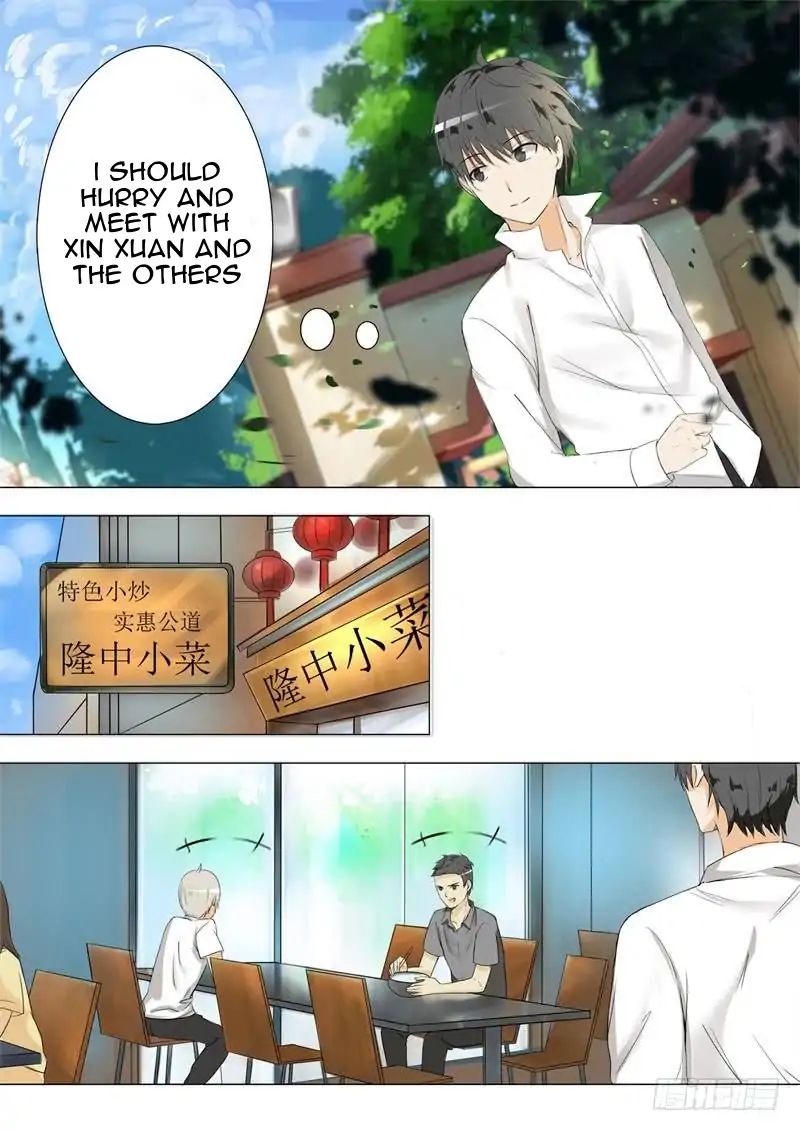 I SHOULD
HURRY AND
MEET WITH
XIN XUAN AND
THE OTHERS
特色小炒
实惠公道
隆中小菜
隆中小菜